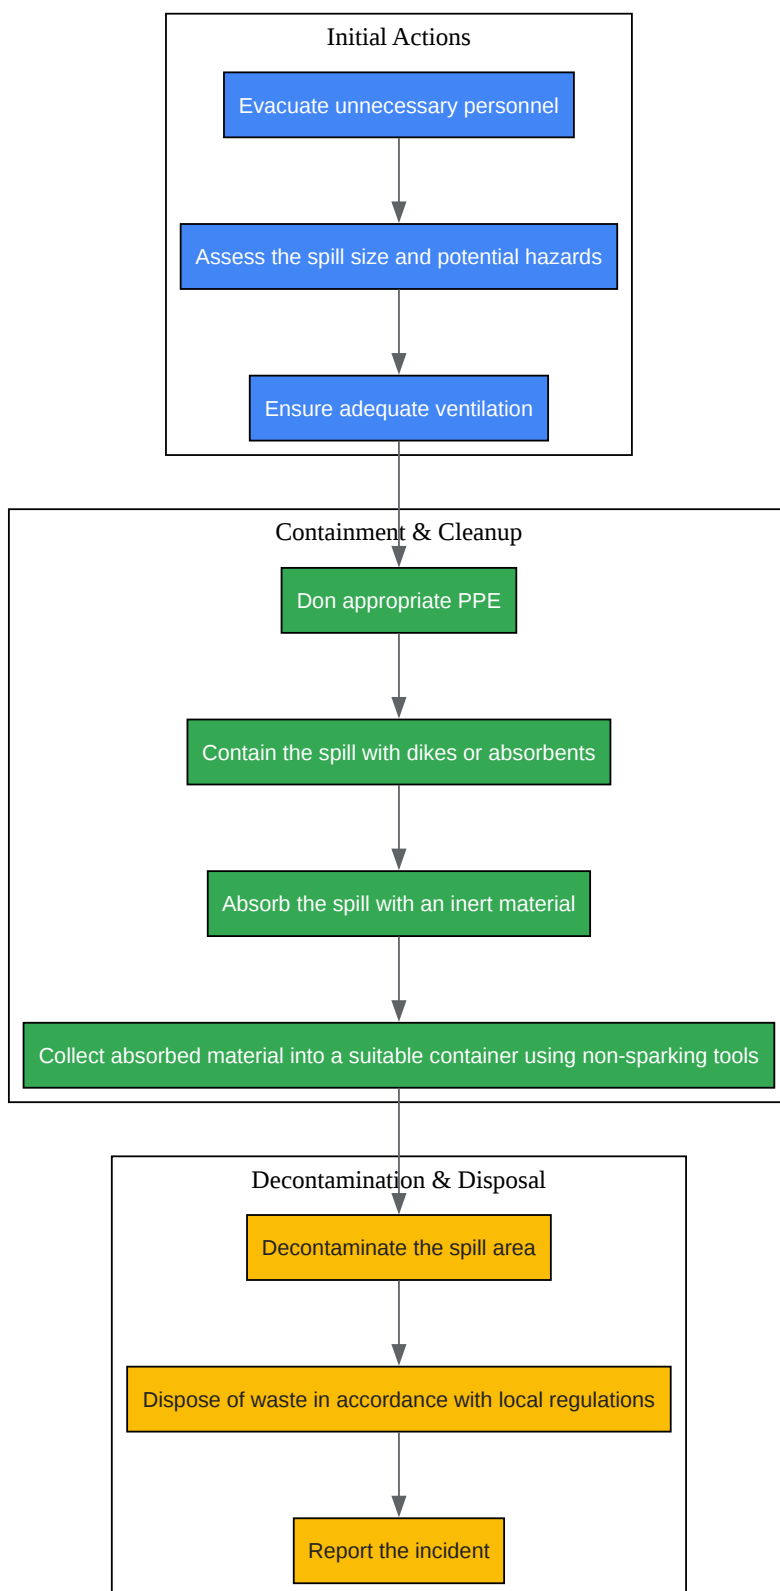 Initial Actions
Evacuate unnecessary personnel
Assess the spill size and potential hazards
Ensure adequate ventilation
Containment & Cleanup
Don appropriate PPE
Contain the spill with dikes or absorbents
Absorb the spill with an inert material
Collect absorbed material into a suitable container using non-sparking tools
Decontamination & Disposal
Decontaminate the spill area
Dispose of waste in accordance with local regulations
Report the incident